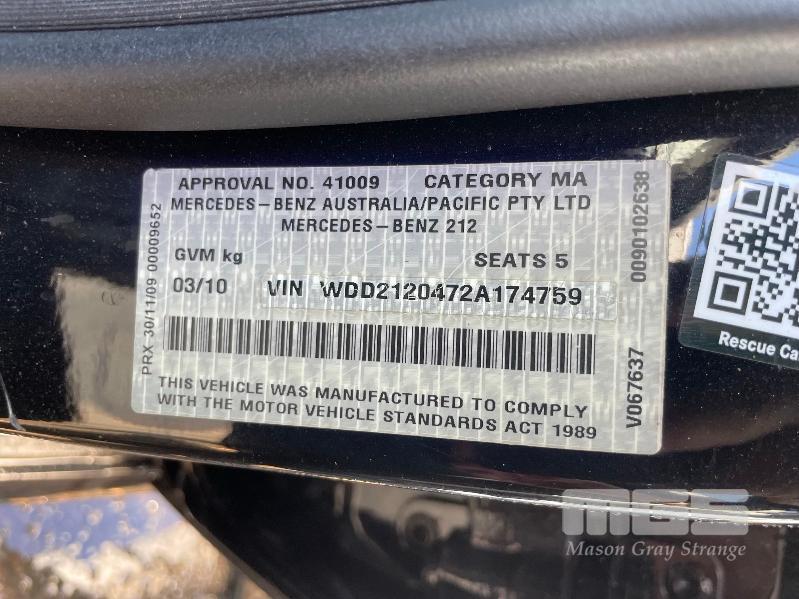 APPROVAL NO. 41009 CATEGORY MA
MERCEDES-BENZ AUSTRALIA/PACIFIC PTY LTD
MERCEDES-BENZ 212
GVM kg SEATS 5
03/10 VIN WDD2120472A174759
THIS VEHICLE WAS MANUFACTURED TO COMPLY
WITH THE MOTOR VEHICLE STANDARDS ACT 1989
PRX 30/11/09 00009652
V067637 0090102638
Rescue Ca
MGS
Mason Gray Strange